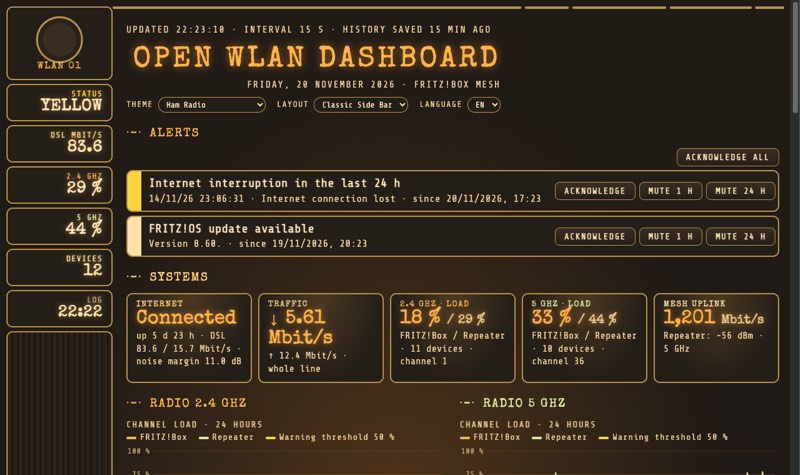 WLAN 01
STATUS
YELLOW
DSL MBIT/S
83.6
2.4 GHZ
29 %
5 GHZ
44 %
DEVICES
12
LOG
22:22
UPDATED 22:23:10 · INTERVAL 15 S · HISTORY SAVED 15 MIN AGO
OPEN WLAN DASHBOARD
FRIDAY, 20 NOVEMBER 2026 · FRITZ!BOX MESH
THEME Ham Radio LAYOUT Classic Side Bar LANGUAGE EN
ALERTS
ACKNOWLEDGE ALL
Internet interruption in the last 24 h
14/11/26 23:06:31 · Internet connection lost · since 20/11/2026, 17:23
ACKNOWLEDGE MUTE 1 H MUTE 24 H
FRITZ!OS update available
Version 8.60. · since 19/11/2026, 20:23
ACKNOWLEDGE MUTE 1 H MUTE 24 H
SYSTEMS
INTERNET
Connected
up 5 d 23 h · DSL
83.6 / 15.7 Mbit/s ·
noise margin 11.0 dB
TRAFFIC
↓ 5.61
Mbit/s
↑ 12.4 Mbit/s ·
whole line
2.4 GHZ · LOAD
18 % / 29 %
FRITZ!Box / Repeater
· 11 devices ·
channel 1
5 GHZ · LOAD
33 % / 44 %
FRITZ!Box / Repeater
· 10 devices ·
channel 36
MESH UPLINK
1,201 Mbit/s
Repeater: -56 dBm ·
5 GHz
RADIO 2.4 GHZ
CHANNEL LOAD · 24 HOURS
FRITZ!Box Repeater Warning threshold 50 %
100 %
75 %
RADIO 5 GHZ
CHANNEL LOAD · 24 HOURS
FRITZ!Box Repeater Warning threshold 50 %
100 %
75 %